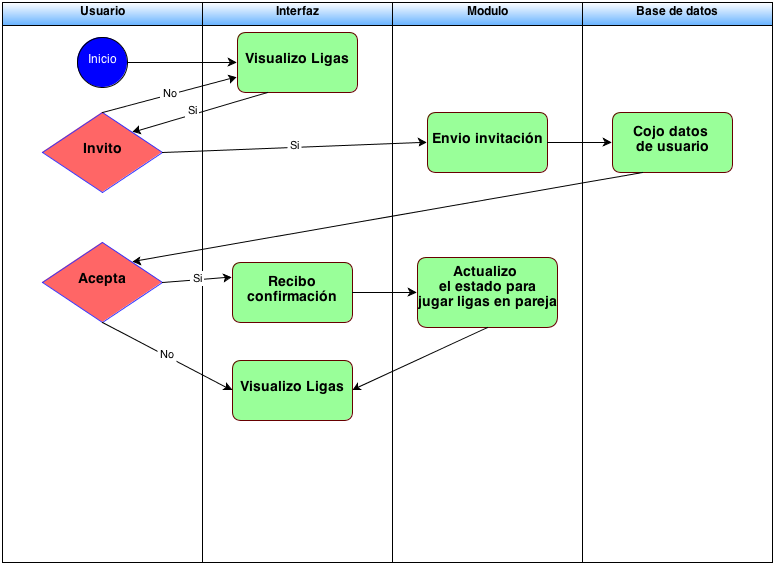 Usuario
Interfaz
Modulo
Base de datos
Inicio
Visualizo Ligas
No
Si
Invito
Si
Envio invitación
Cojo datos
de usuario
Acepta
Si
Recibo
confirmación
Actualizo
el estado para
jugar ligas en pareja
No
Visualizo Ligas